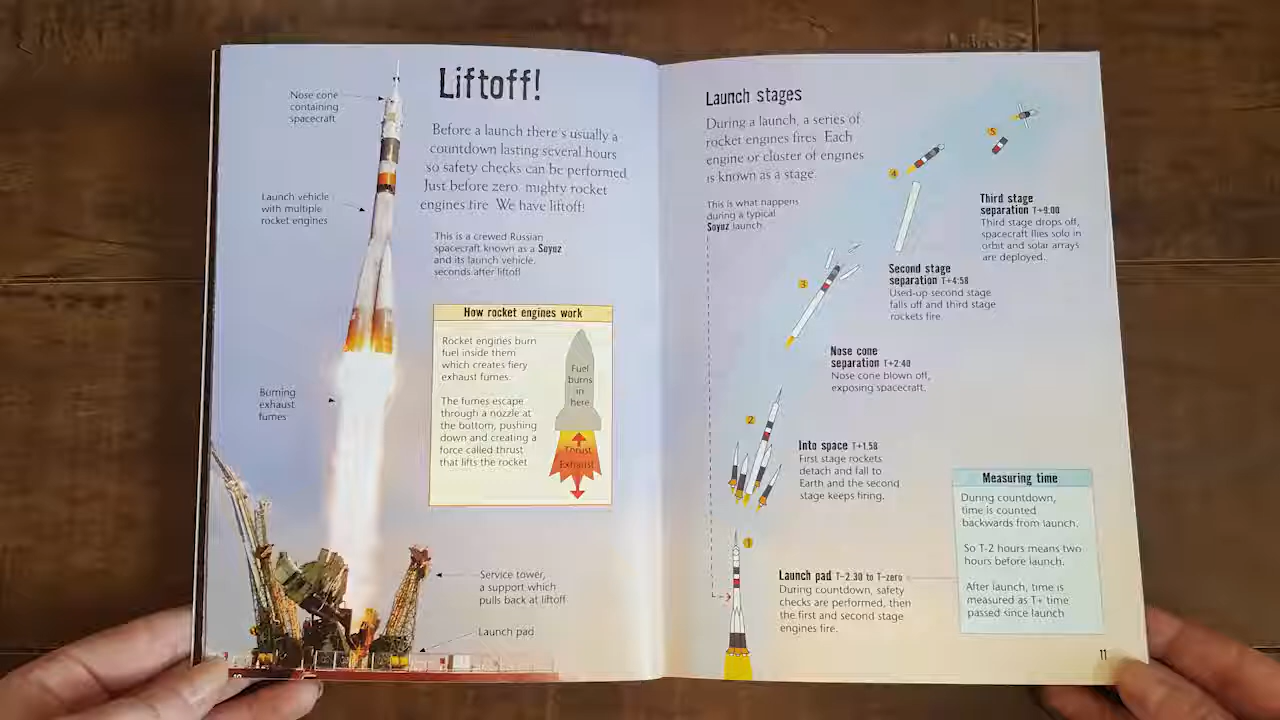 Liftoff!
Nose cone
containing
spacecraft
Before a launch there's usually a
countdown lasting several hours
so safety checks can be performed.
Just before zero, mighty rocket
engines fire. We have liftoff!
Launch vehicle
with multiple
rocket engines
This is a crewed Russian
spacecraft known as a Soyuz
and its launch vehicle,
seconds after liftoff.
How rocket engines work
Rocket engines burn
fuel inside them
which creates fiery
exhaust fumes.
The fumes escape
through a nozzle at
the bottom, pushing
down and creating a
force called thrust
that lifts the rocket.
Fuel
burns
in
here
Thrust
Exhaust
Burning
exhaust
fumes
Service tower,
a support which
pulls back at liftoff
Launch pad
10
Launch stages
During a launch, a series of
rocket engines fires. Each
engine or cluster of engines
is known as a stage.
This is what happens
during a typical
Soyuz launch.
5
4
Third stage
separation T+9:00
Third stage drops off,
spacecraft flies solo in
orbit and solar arrays
are deployed.
Second stage
separation T+4:58
Used-up second stage
falls off and third stage
rockets fire.
3
Nose cone
separation T+2:40
Nose cone blown off,
exposing spacecraft.
2
Into space T+1:58
First stage rockets
detach and fall to
Earth and the second
stage keeps firing.
1
Launch pad T-2.30 to T-zero
During countdown, safety
checks are performed, then
the first and second stage
engines fire.
Measuring time
During countdown,
time is counted
backwards from launch.
So T-2 hours means two
hours before launch.
After launch, time is
measured as T+ time
passed since launch
11